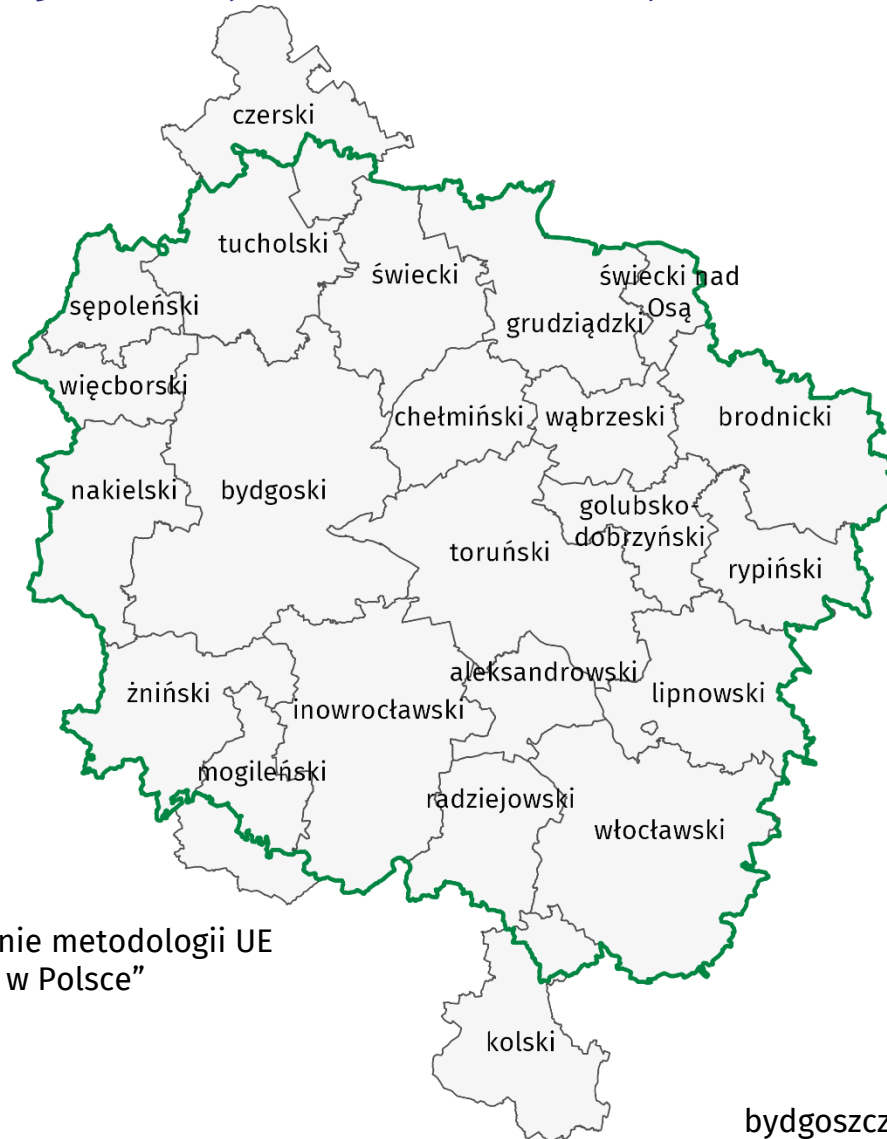 czerski
tucholski
świecki
świecki nad
Osą
sępoleński
grudziądzki
więcborski
chełmiński
wąbrzeski
brodnicki
nakielski
bydgoski
golubsko-
dobrzyński
toruński
rypiński
aleksandrowski
żniński
inowrocławski
lipnowski
mogileński
radziejowski
włocławski
nie metodologii UE
w Polsce”
kolski
bydgoszcz